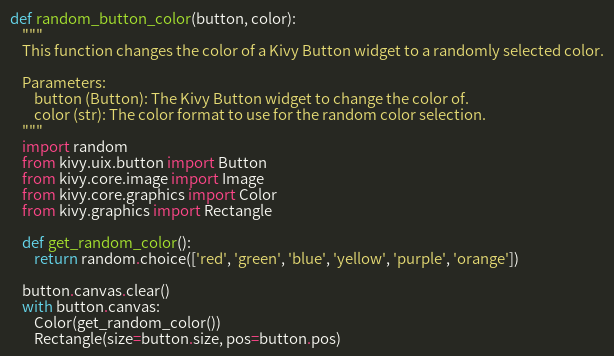 def random_button_color(button, color):
    """
    This function changes the color of a Kivy Button widget to a randomly selected color.

    Parameters:
        button (Button): The Kivy Button widget to change the color of.
        color (str): The color format to use for the random color selection.
    """
    import random
    from kivy.uix.button import Button
    from kivy.core.image import Image
    from kivy.core.graphics import Color
    from kivy.graphics import Rectangle

    def get_random_color():
        return random.choice(['red', 'green', 'blue', 'yellow', 'purple', 'orange'])

    button.canvas.clear()
    with button.canvas:
        Color(get_random_color())
        Rectangle(size=button.size, pos=button.pos)